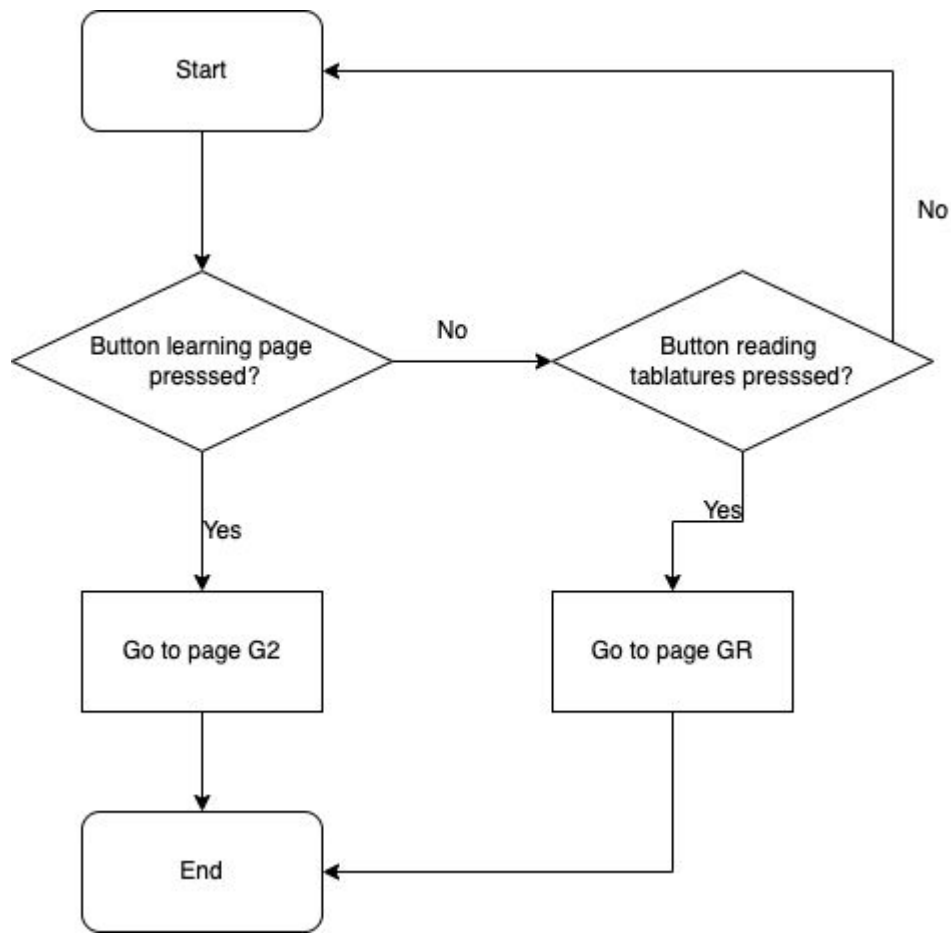 Start
No
Button learning page
presssed?
No
Button reading
tablatures presssed?
Yes
Yes
Go to page G2
Go to page GR
End